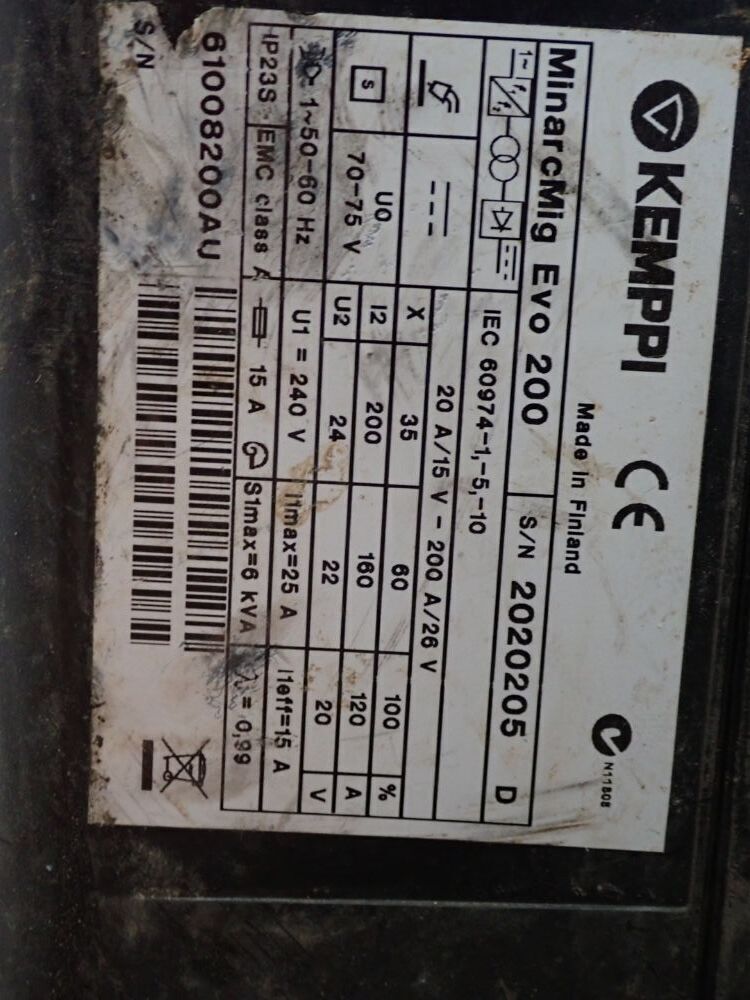 KEMPPI CE
Made in Finland
N11808
MinarcMig Evo 200 S/N 2020205 D
1~ IEC 60974-1,-5,-10
20 A/15 V - 200 A/26 V
X 35 60 100 %
S U0 I2 200 160 120 A
70-75 V U2 24 22 20 V
1~50-60 Hz U1 = 240 V I1max=25 A I1eff=15 A
IP23S EMC class A 15 A S1max=6 kVA λ = 0,99
61008200AU
S/N